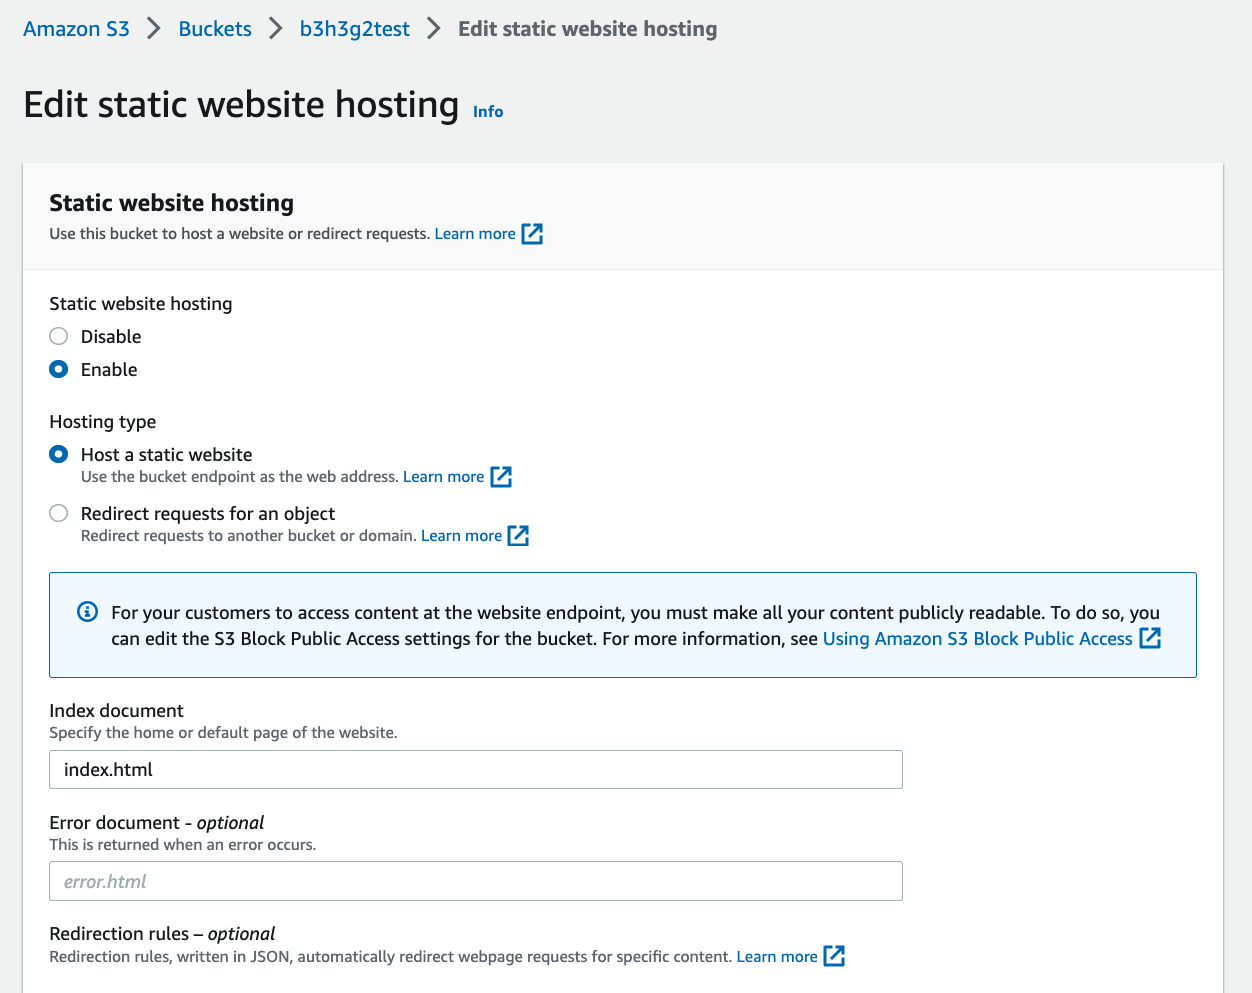 Amazon S3 > Buckets > b3h3g2test > Edit static website hosting
Edit static website hosting Info
Static website hosting
Use this bucket to host a website or redirect requests. Learn more
Static website hosting
Disable
Enable
Hosting type
Host a static website
Use the bucket endpoint as the web address. Learn more
Redirect requests for an object
Redirect requests to another bucket or domain. Learn more
For your customers to access content at the website endpoint, you must make all your content publicly readable. To do so, you
can edit the S3 Block Public Access settings for the bucket. For more information, see Using Amazon S3 Block Public Access
Index document
Specify the home or default page of the website.
index.html
Error document - optional
This is returned when an error occurs.
error.html
Redirection rules – optional
Redirection rules, written in JSON, automatically redirect webpage requests for specific content. Learn more